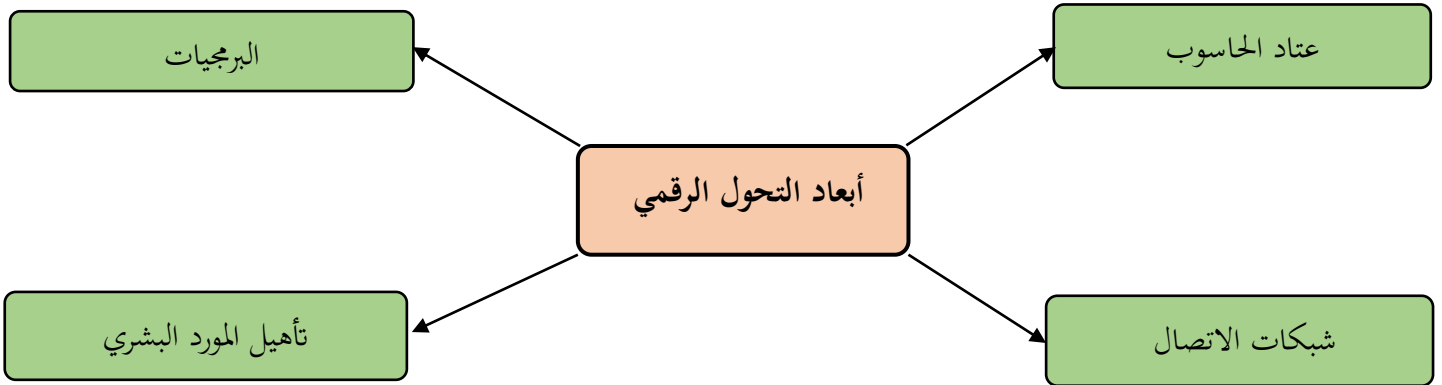 عتاد الحاسوب
البرمجيات
أبعاد التحول الرقمي
شبكات الاتصال
تأهيل المورد البشري